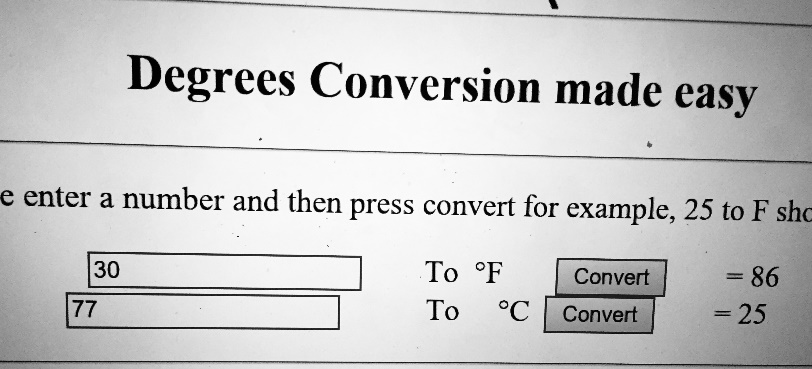 Degrees Conversion made easy
e enter a number and then press convert for example, 25 to F sho
30 To °F Convert = 86
77 To °C Convert = 25